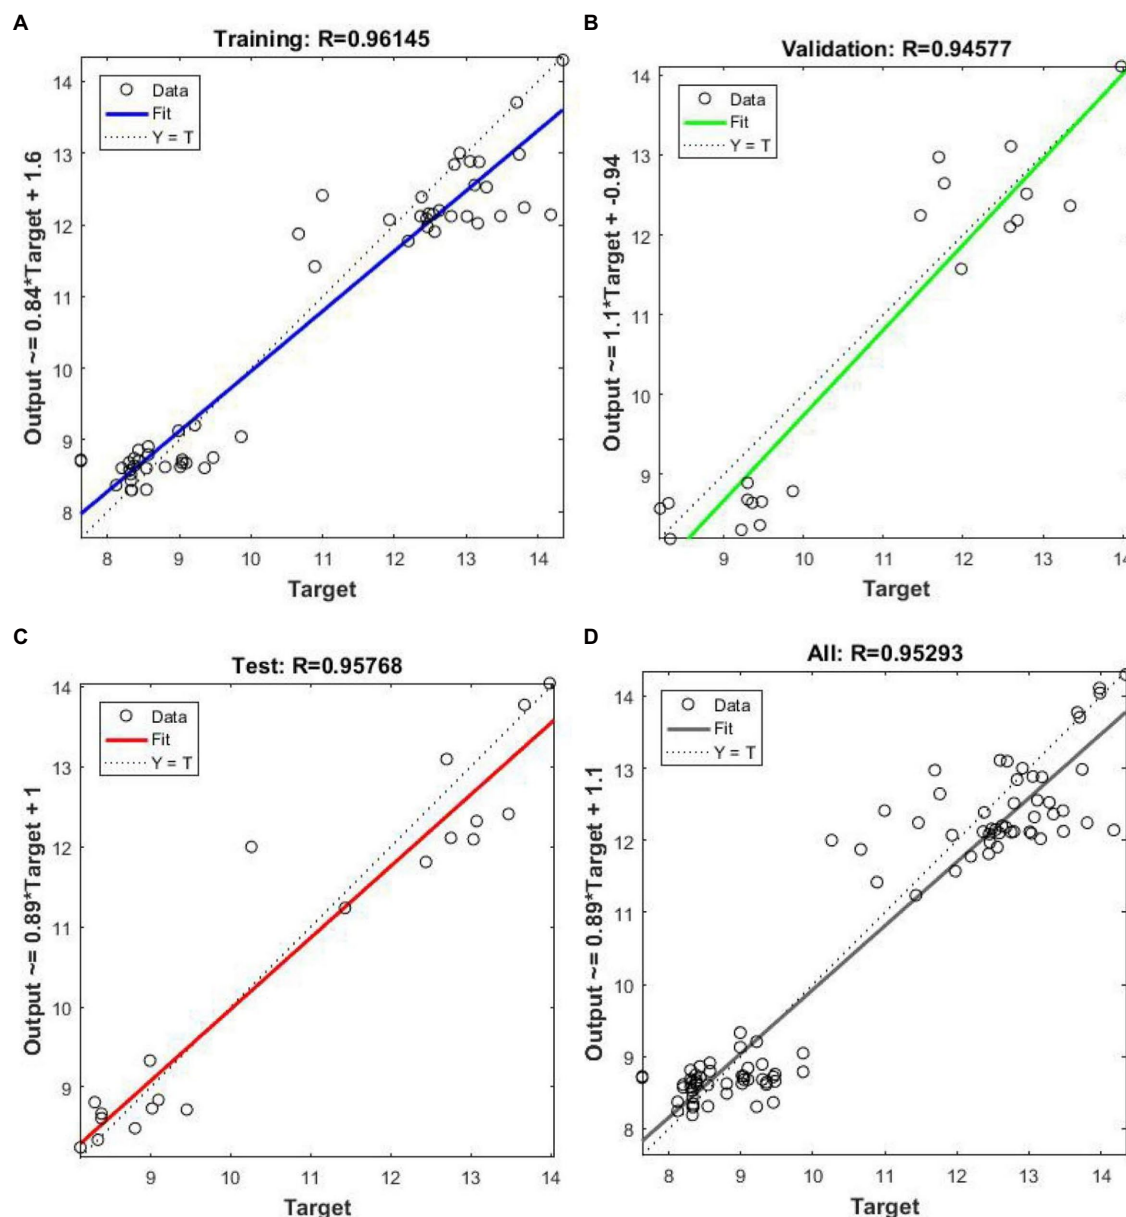 A
Training: R=0.96145
Data
Fit
Y = T
Output ~= 0.84*Target + 1.6
14
13
12
11
10
9
8
8 9 10 11 12 13 14
Target
B
Validation: R=0.94577
Data
Fit
Y = T
Output ~= 1.1*Target + -0.94
14
13
12
11
10
9
9 10 11 12 13 14
Target
C
Test: R=0.95768
Data
Fit
Y = T
Output ~= 0.89*Target + 1
14
13
12
11
10
9
9 10 11 12 13 14
Target
D
All: R=0.95293
Data
Fit
Y = T
Output ~= 0.89*Target + 1.1
14
13
12
11
10
9
8
8 9 10 11 12 13 14
Target